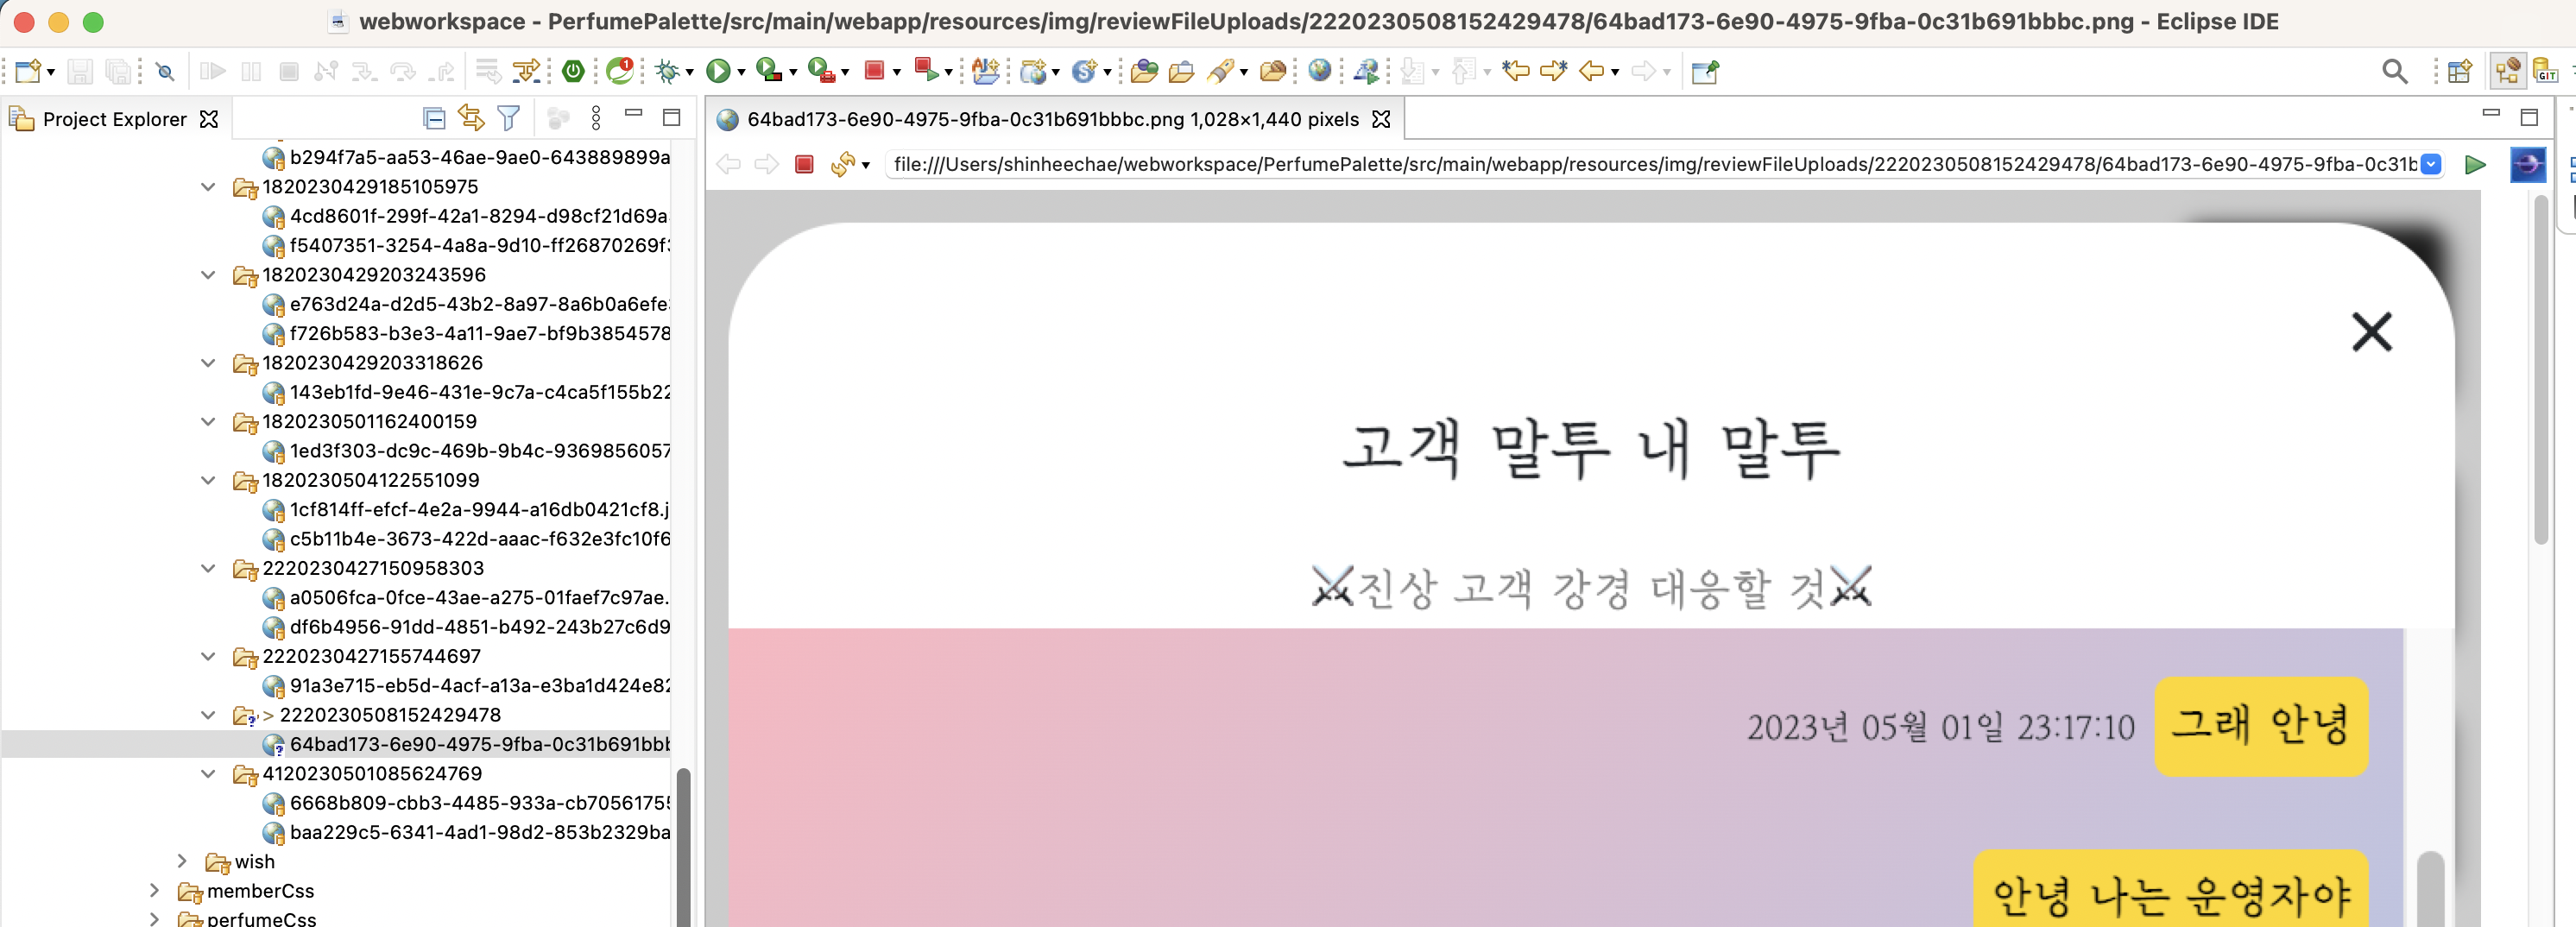 webworkspace - PerfumePalette/src/main/webapp/resources/img/reviewFileUploads/2220230508152429478/64bad173-6e90-4975-9fba-0c31b691bbbc.png - Eclipse IDE
Project Explorer
b294f7a5-aa53-46ae-9ae0-643889899a
1820230429185105975
4cd8601f-299f-42a1-8294-d98cf21d69a
f5407351-3254-4a8a-9d10-ff26870269f
1820230429203243596
e763d24a-d2d5-43b2-8a97-8a6b0a6efe
f726b583-b3e3-4a11-9ae7-bf9b3854578
1820230429203318626
143eb1fd-9e46-431e-9c7a-c4ca5f155b22
1820230501162400159
1ed3f303-dc9c-469b-9b4c-9369856057
1820230504122551099
1cf814ff-efcf-4e2a-9944-a16db0421cf8.j
c5b11b4e-3673-422d-aaac-f632e3fc10f6
2220230427150958303
a0506fca-0fce-43ae-a275-01faef7c97ae.
df6b4956-91dd-4851-b492-243b27c6d9
2220230427155744697
91a3e715-eb5d-4acf-a13a-e3ba1d424e82
> 2220230508152429478
64bad173-6e90-4975-9fba-0c31b691bbb
4120230501085624769
6668b809-cbb3-4485-933a-cb70561755
baa229c5-6341-4ad1-98d2-853b2329ba
wish
memberCss
perfumeCss
64bad173-6e90-4975-9fba-0c31b691bbbc.png 1,028×1,440 pixels
file:///Users/shinheechae/webworkspace/PerfumePalette/src/main/webapp/resources/img/reviewFileUploads/2220230508152429478/64bad173-6e90-4975-9fba-0c31b
고객 말투 내 말투
⚔진상 고객 강경 대응할 것⚔
2023년 05월 01일 23:17:10 그래 안녕
안녕 나는 운영자야